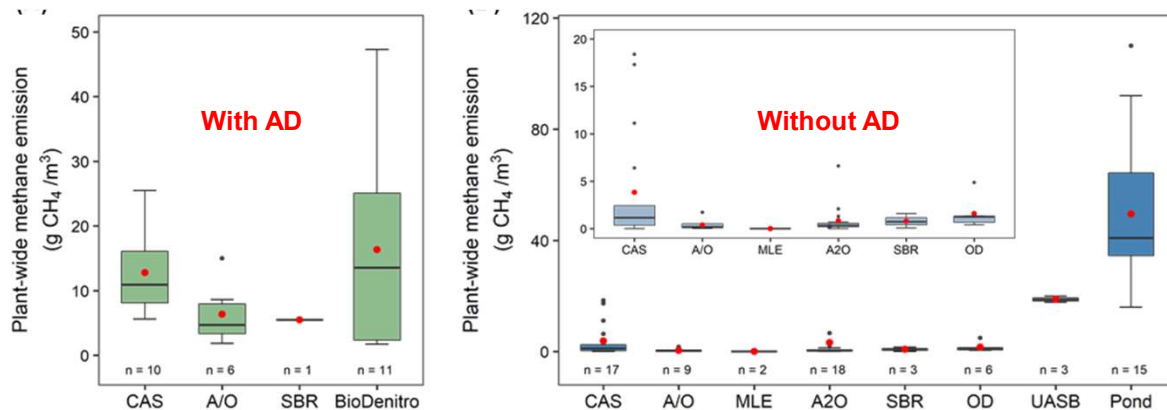 Plant-wide methane emission
(g CH₄ /m³)
50
40
30
20
10
0
With AD
n = 10 n = 6 n = 1 n = 11
CAS A/O SBR BioDenitro
Plant-wide methane emission
(g CH₄ /m³)
120
80
40
0
20
15
10
5
0
Without AD
CAS A/O MLE A2O SBR OD
n = 17 n = 9 n = 2 n = 18 n = 3 n = 6 n = 3 n = 15
CAS A/O MLE A2O SBR OD UASB Pond